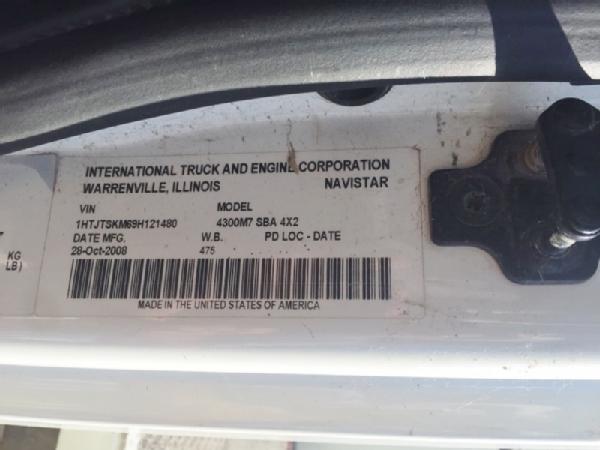 INTERNATIONAL TRUCK AND ENGINE CORPORATION
WARRENVILLE, ILLINOIS NAVISTAR
VIN MODEL
1HTJTSKM69H121480 4300M7 SBA 4X2
DATE MFG. W.B. PD LOC - DATE
28-Oct-2008 475
MADE IN THE UNITED STATES OF AMERICA
KG
LB)